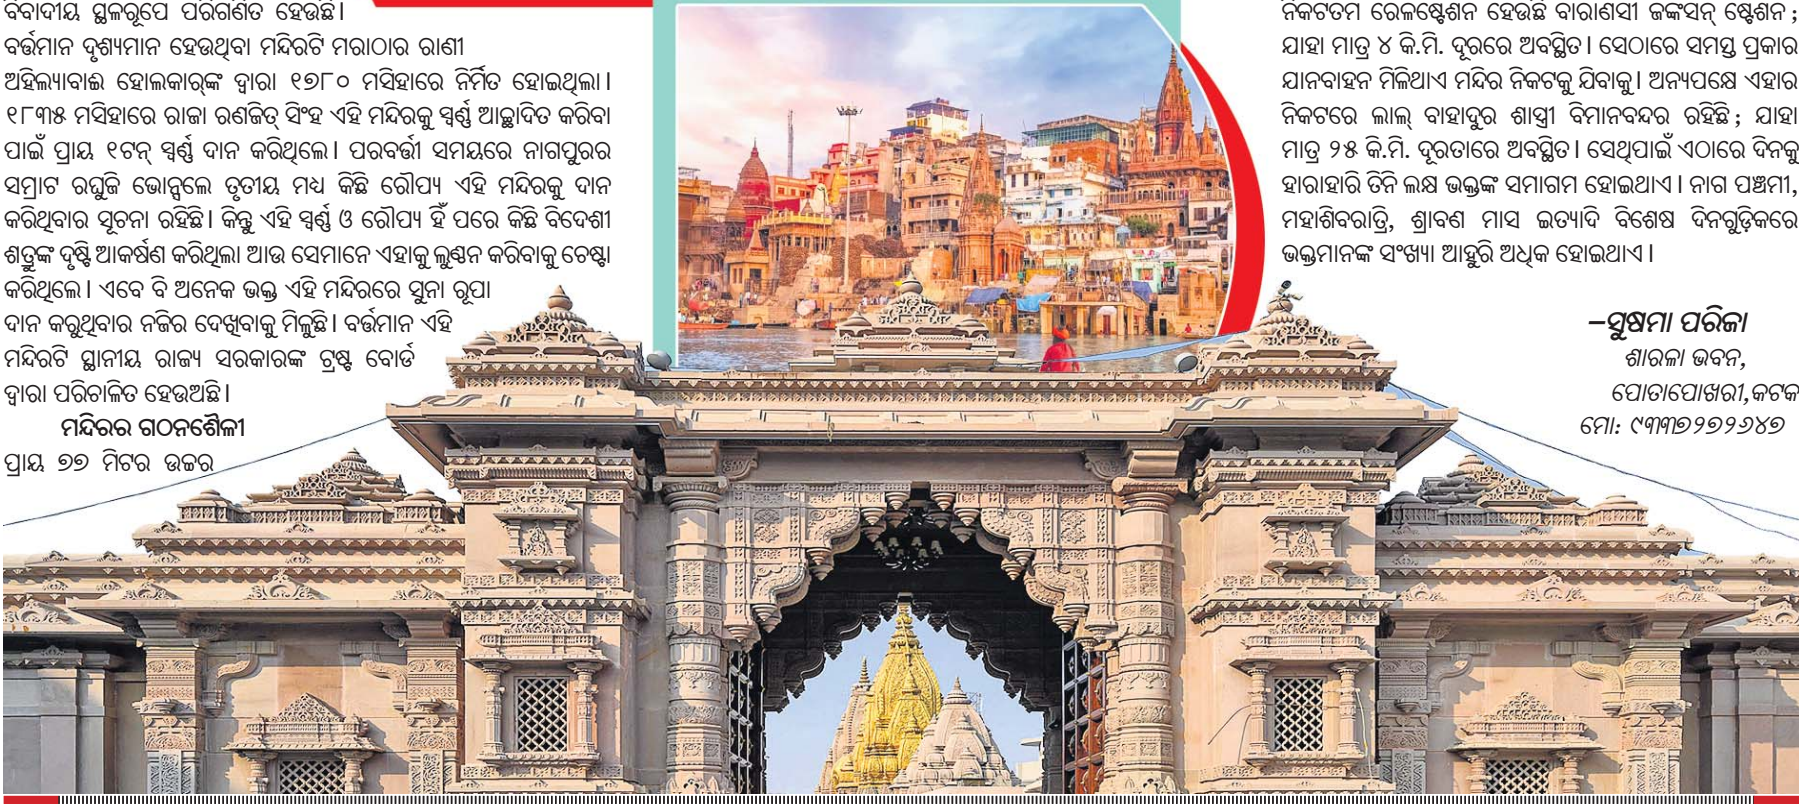 ବିବାଦୀୟ ସ୍ଥଳରୂପେ ପରିଗଣିତ ହେଉଛି।
ବର୍ତ୍ତମାନ ଦୃଶ୍ୟମାନ ହେଉଥିବା ମନ୍ଦିରଟି ମରାଠାର ରାଣୀ
ଅହିଲ୍ୟାବାଈ ହୋଲକାର୍‌ଙ୍କ ଦ୍ୱାରା ୧୭୮୦ ମସିହାରେ ନିର୍ମିତ ହୋଇଥିଲା।
୧୮୩୫ ମସିହାରେ ରାଜା ରଣଜିତ୍ ସିଂହ ଏହି ମନ୍ଦିରକୁ ସ୍ୱର୍ଣ୍ଣ ଆଚ୍ଛାଦିତ କରିବା
ପାଇଁ ପ୍ରାୟ ୧ଟନ୍ ସ୍ୱର୍ଣ୍ଣ ଦାନ କରିଥିଲେ। ପରବର୍ତ୍ତୀ ସମୟରେ ନାଗପୁରର
ସମ୍ରାଟ ରଘୁଜି ଭୋନ୍ସଲେ ତୃତୀୟ ମଧ୍ୟ କିଛି ରୌପ୍ୟ ଏହି ମନ୍ଦିରକୁ ଦାନ
କରିଥିବାର ସୂଚନା ରହିଛି। କିନ୍ତୁ ଏହି ସ୍ୱର୍ଣ୍ଣ ଓ ରୌପ୍ୟ ହିଁ ପରେ କିଛି ବିଦେଶୀ
ଶତ୍ରୁଙ୍କ ଦୃଷ୍ଟି ଆକର୍ଷଣ କରିଥିଲା ଆଉ ସେମାନେ ଏହାକୁ ଲୁଣ୍ଠନ କରିବାକୁ ଚେଷ୍ଟା
କରିଥିଲେ। ଏବେ ବି ଅନେକ ଭକ୍ତ ଏହି ମନ୍ଦିରରେ ସୁନା ରୂପା
ଦାନ କରୁଥିବାର ନଜିର ଦେଖିବାକୁ ମିଳୁଛି। ବର୍ତ୍ତମାନ ଏହି
ମନ୍ଦିରଟି ସ୍ଥାନୀୟ ରାଜ୍ୟ ସରକାରଙ୍କ ଟ୍ରଷ୍ଟ ବୋର୍ଡ
ଦ୍ୱାରା ପରିଚାଳିତ ହେଉଅଛି।
ମନ୍ଦିରର ଗଠନଶୈଳୀ
ପ୍ରାୟ ୭୭ ମିଟର ଉଚ୍ଚର
ନିକଟତମ ରେଳଷ୍ଟେଶନ ହେଉଛି ବାରାଣସୀ ଜଙ୍କସନ୍ ଷ୍ଟେଶନ;
ଯାହା ମାତ୍ର ୪ କି.ମି. ଦୂରରେ ଅବସ୍ଥିତ। ସେଠାରେ ସମସ୍ତ ପ୍ରକାର
ଯାନବାହନ ମିଳିଥାଏ ମନ୍ଦିର ନିକଟକୁ ଯିବାକୁ। ଅନ୍ୟପକ୍ଷେ ଏହାର
ନିକଟରେ ଲାଲ୍ ବାହାଦୁର ଶାସ୍ତ୍ରୀ ବିମାନବନ୍ଦର ରହିଛି; ଯାହା
ମାତ୍ର ୨୫ କି.ମି. ଦୂରତାରେ ଅବସ୍ଥିତ। ସେଥିପାଇଁ ଏଠାରେ ଦିନକୁ
ହାରାହାରି ତିନି ଲକ୍ଷ ଭକ୍ତଙ୍କ ସମାଗମ ହୋଇଥାଏ। ନାଗ ପଞ୍ଚମୀ,
ମହାଶିବରାତ୍ରି, ଶ୍ରାବଣ ମାସ ଇତ୍ୟାଦି ବିଶେଷ ଦିନଗୁଡ଼ିକରେ
ଭକ୍ତମାନଙ୍କ ସଂଖ୍ୟା ଆହୁରି ଅଧିକ ହୋଇଥାଏ।
–ସୁଷମା ପରିଜା
ଶାରଳା ଭବନ,
ପୋଡାପୋଖରୀ,କଟକ
ମୋ: ୯୩୩୭୨୭୨୬୪୭